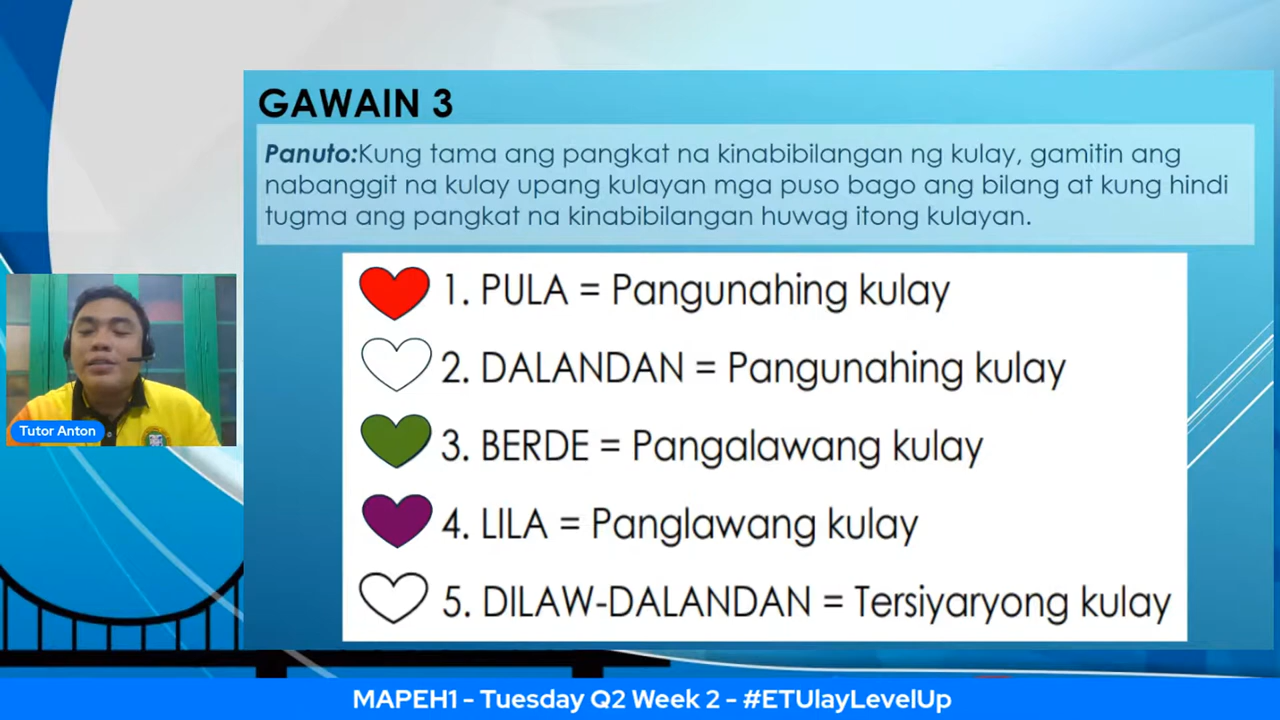 GAWAIN 3
Panuto:Kung tama ang pangkat na kinabibilangan ng kulay, gamitin ang
nabanggit na kulay upang kulayan mga puso bago ang bilang at kung hindi
tugma ang pangkat na kinabibilangan huwag itong kulayan.
1. PULA = Pangunahing kulay
2. DALANDAN = Pangunahing kulay
3. BERDE = Pangalawang kulay
4. LILA = Panglawang kulay
5. DILAW-DALANDAN = Tersiyaryong kulay
Tutor Anton
MAPEH1 - Tuesday Q2 Week 2 - #ETUlayLevelUp